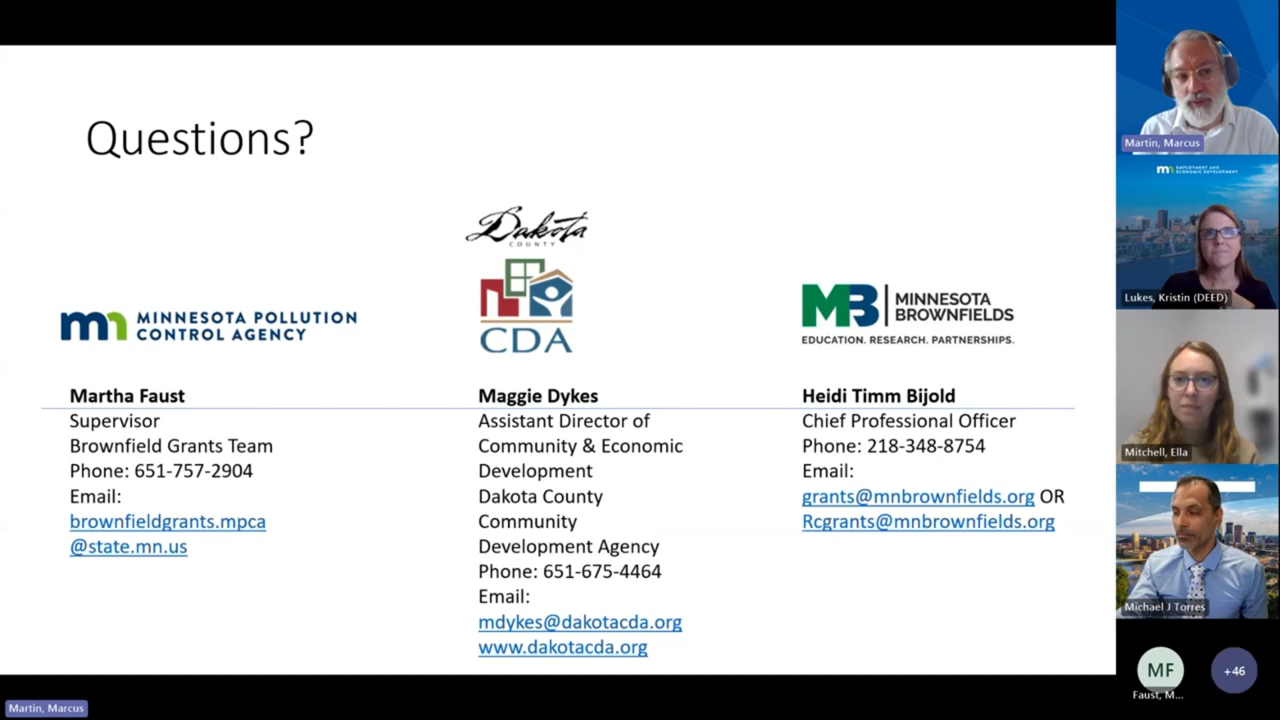 Questions?
Dakota
COUNTY
CDA
MINNESOTA POLLUTION
CONTROL AGENCY
MB
MINNESOTA
BROWNFIELDS
EDUCATION. RESEARCH. PARTNERSHIPS.
Martha Faust
Supervisor
Brownfield Grants Team
Phone: 651-757-2904
Email:
brownfieldgrants.mpca
@state.mn.us
Maggie Dykes
Assistant Director of
Community & Economic
Development
Dakota County
Community
Development Agency
Phone: 651-675-4464
Email:
mdykes@dakotacda.org
www.dakotacda.org
Heidi Timm Bijold
Chief Professional Officer
Phone: 218-348-8754
Email:
grants@mnbrownfields.org OR
Rcgrants@mnbrownfields.org
Martin, Marcus
EMPLOYMENT AND
ECONOMIC DEVELOPMENT
Lukes, Kristin (DEED)
Mitchell, Ella
Michael J Torres
MF
Faust, M...
+46
Martin, Marcus